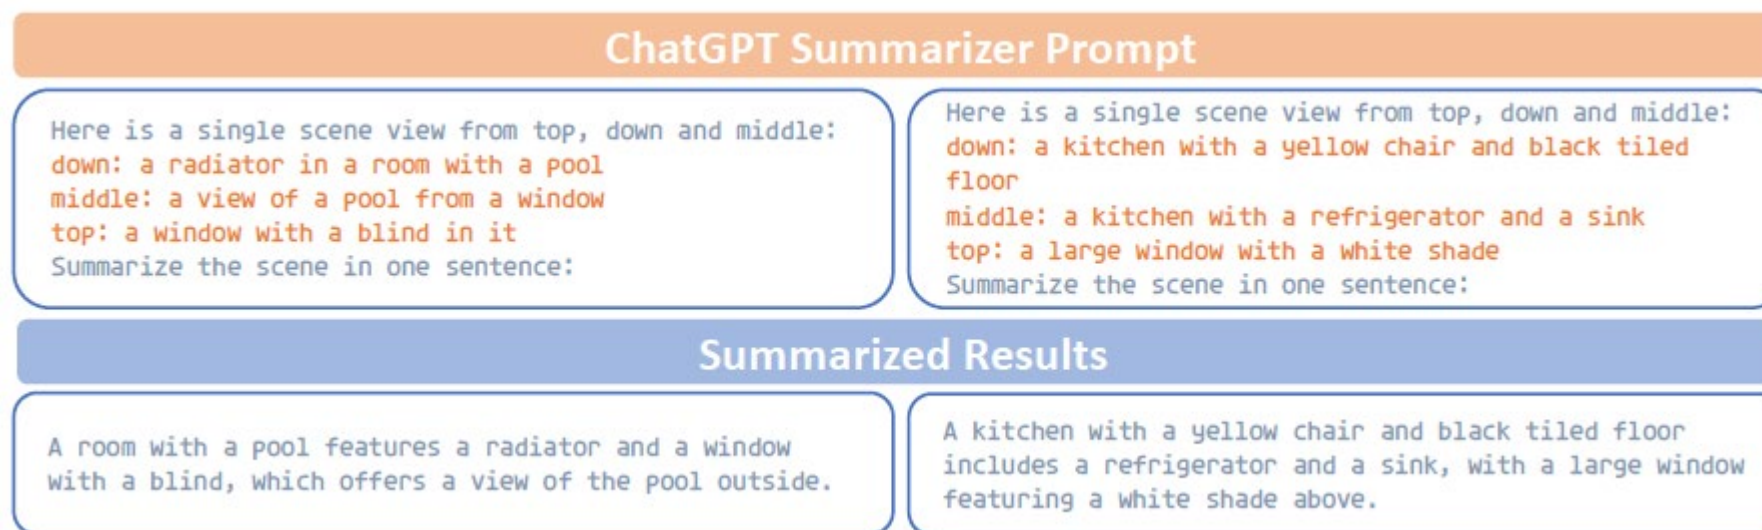 ChatGPT Summarizer Prompt
Here is a single scene view from top, down and middle:
down: a radiator in a room with a pool
middle: a view of a pool from a window
top: a window with a blind in it
Summarize the scene in one sentence:
Here is a single scene view from top, down and middle:
down: a kitchen with a yellow chair and black tiled
floor
middle: a kitchen with a refrigerator and a sink
top: a large window with a white shade
Summarize the scene in one sentence:
Summarized Results
A room with a pool features a radiator and a window
with a blind, which offers a view of the pool outside.
A kitchen with a yellow chair and black tiled floor
includes a refrigerator and a sink, with a large window
featuring a white shade above.